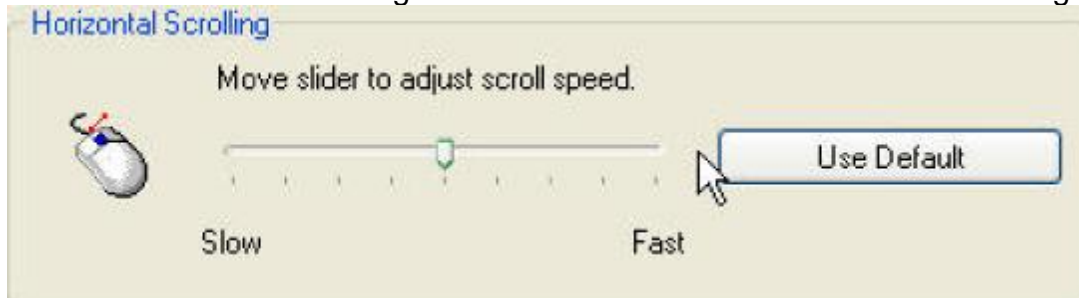 Horizontal Scrolling
Move slider to adjust scroll speed.
Use Default
Slow Fast